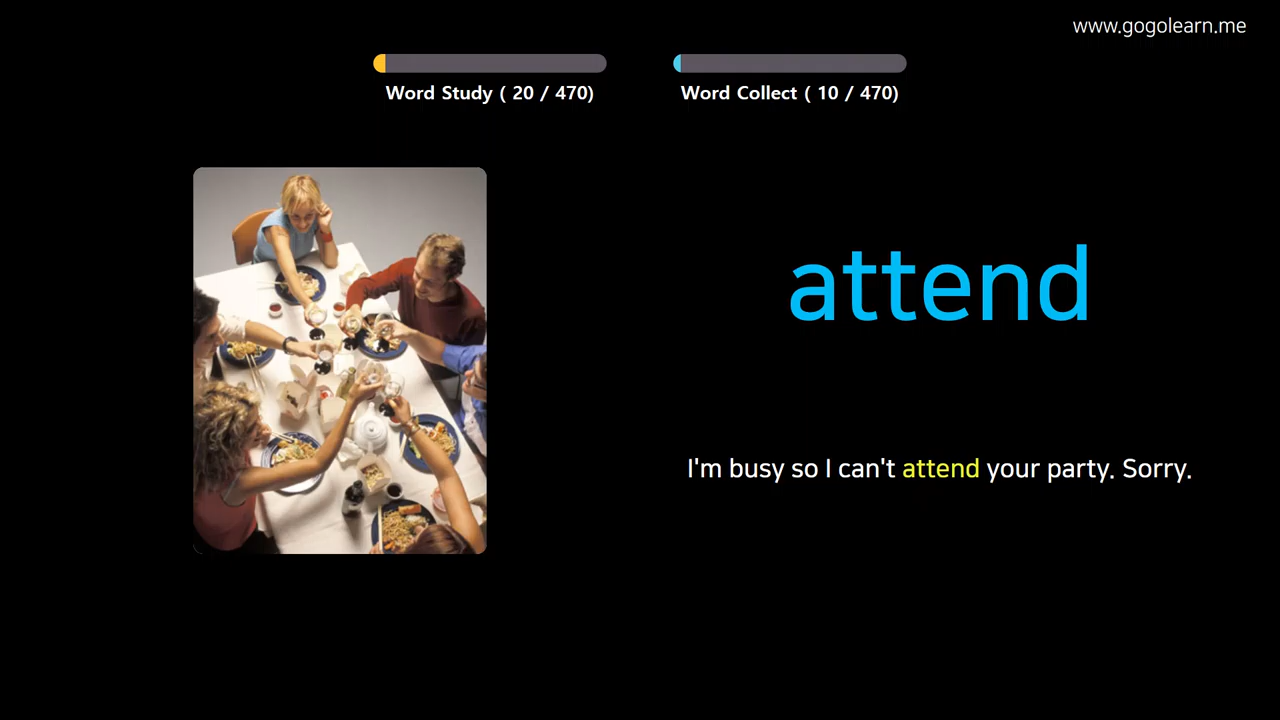 www.gogolearn.me
Word Study ( 20 / 470)
Word Collect ( 10 / 470)
attend
I'm busy so I can't attend your party. Sorry.